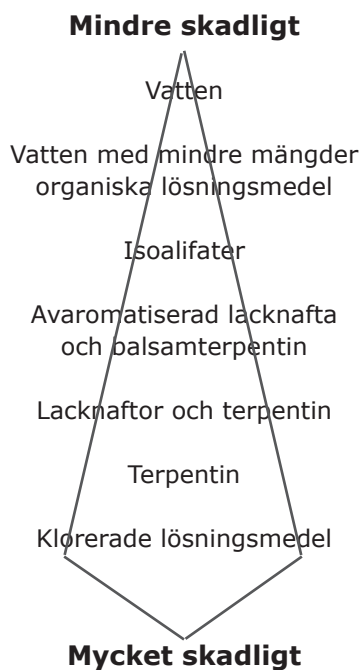 Mindre skadligt
Vatten
Vatten med mindre mängder
organiska lösningsmedel
Isoalifater
Avaromatiserad lacknafta
och balsamterpentin
Lacknaftor och terpentin
Terpentin
Klorerade lösningsmedel
Mycket skadligt